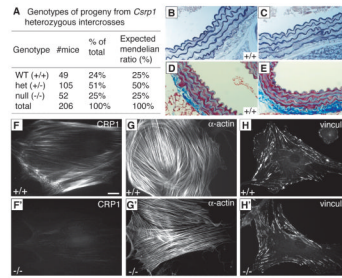 A Genotypes of progeny from Csrp1 heterozygous intercrosses
Genotype #mice % of total Expected mendelian ratio (%)
WT (+/+) 49 24% 25%
het (+/-) 105 51% 50%
null (-/-) 52 25% 25%
total 206 100% 100%
B
+/+
C
D
+/+
E
F CRP1
+/+
G α-actin
+/+
H vincul
+/+
F' CRP1
-/-
G' α-actin
-/-
H' vincul
-/-